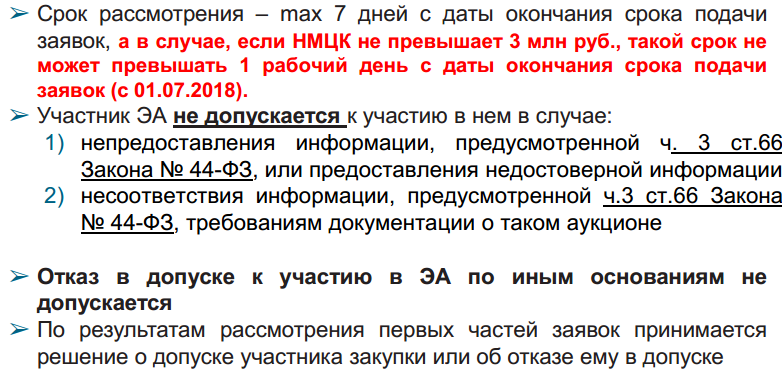 ➢ Срок рассмотрения – max 7 дней с даты окончания срока подачи
заявок, а в случае, если НМЦК не превышает 3 млн руб., такой срок не
может превышать 1 рабочий день с даты окончания срока подачи
заявок (с 01.07.2018).
➢ Участник ЭА не допускается к участию в нем в случае:
1) непредоставления информации, предусмотренной ч. 3 ст.66
Закона № 44-ФЗ, или предоставления недостоверной информации
2) несоответствия информации, предусмотренной ч.3 ст.66 Закона
№ 44-ФЗ, требованиям документации о таком аукционе
➢ Отказ в допуске к участию в ЭА по иным основаниям не
допускается
➢ По результатам рассмотрения первых частей заявок принимается
решение о допуске участника закупки или об отказе ему в допуске